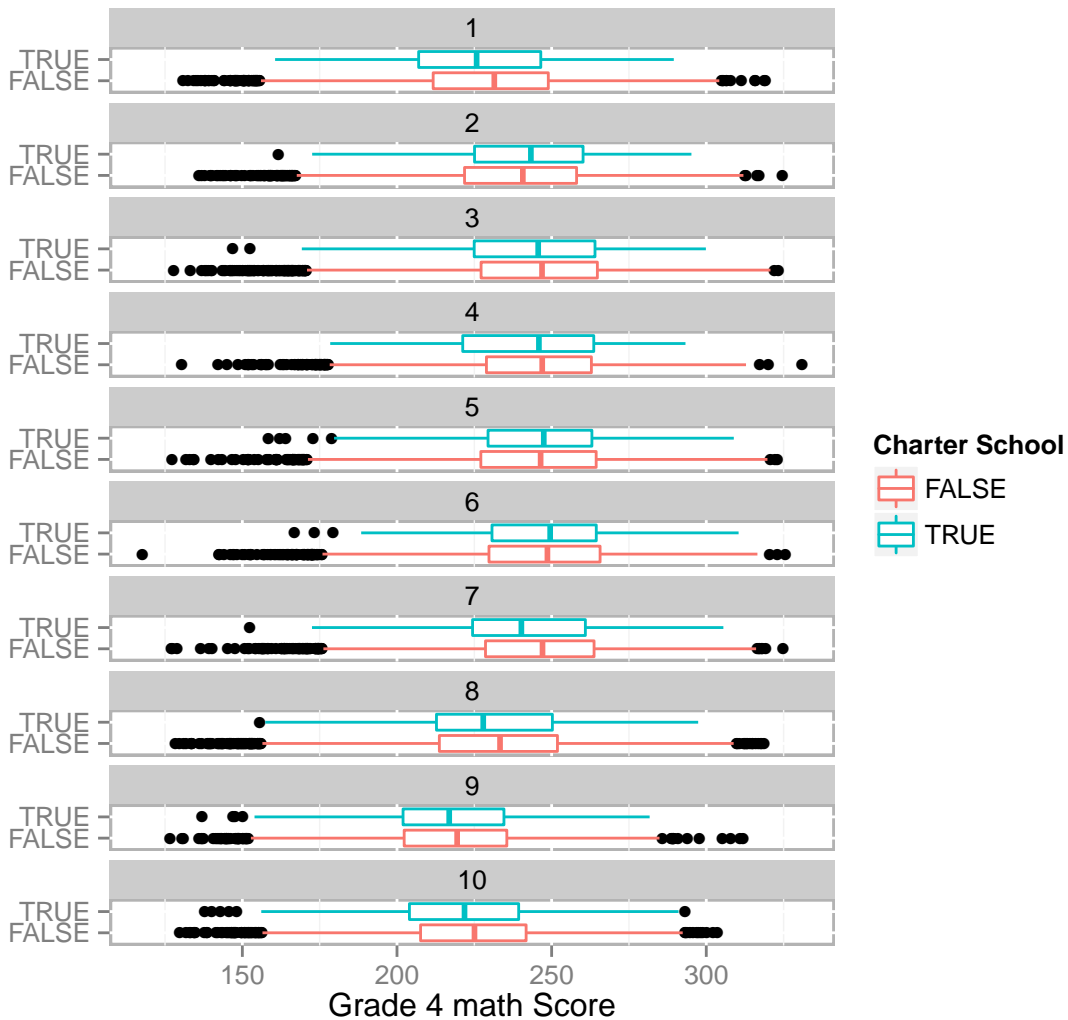 1
TRUE
FALSE
2
TRUE
FALSE
3
TRUE
FALSE
4
TRUE
FALSE
5
TRUE
FALSE
6
TRUE
FALSE
7
TRUE
FALSE
8
TRUE
FALSE
9
TRUE
FALSE
10
TRUE
FALSE
150 200 250 300
Grade 4 math Score
Charter School
FALSE
TRUE